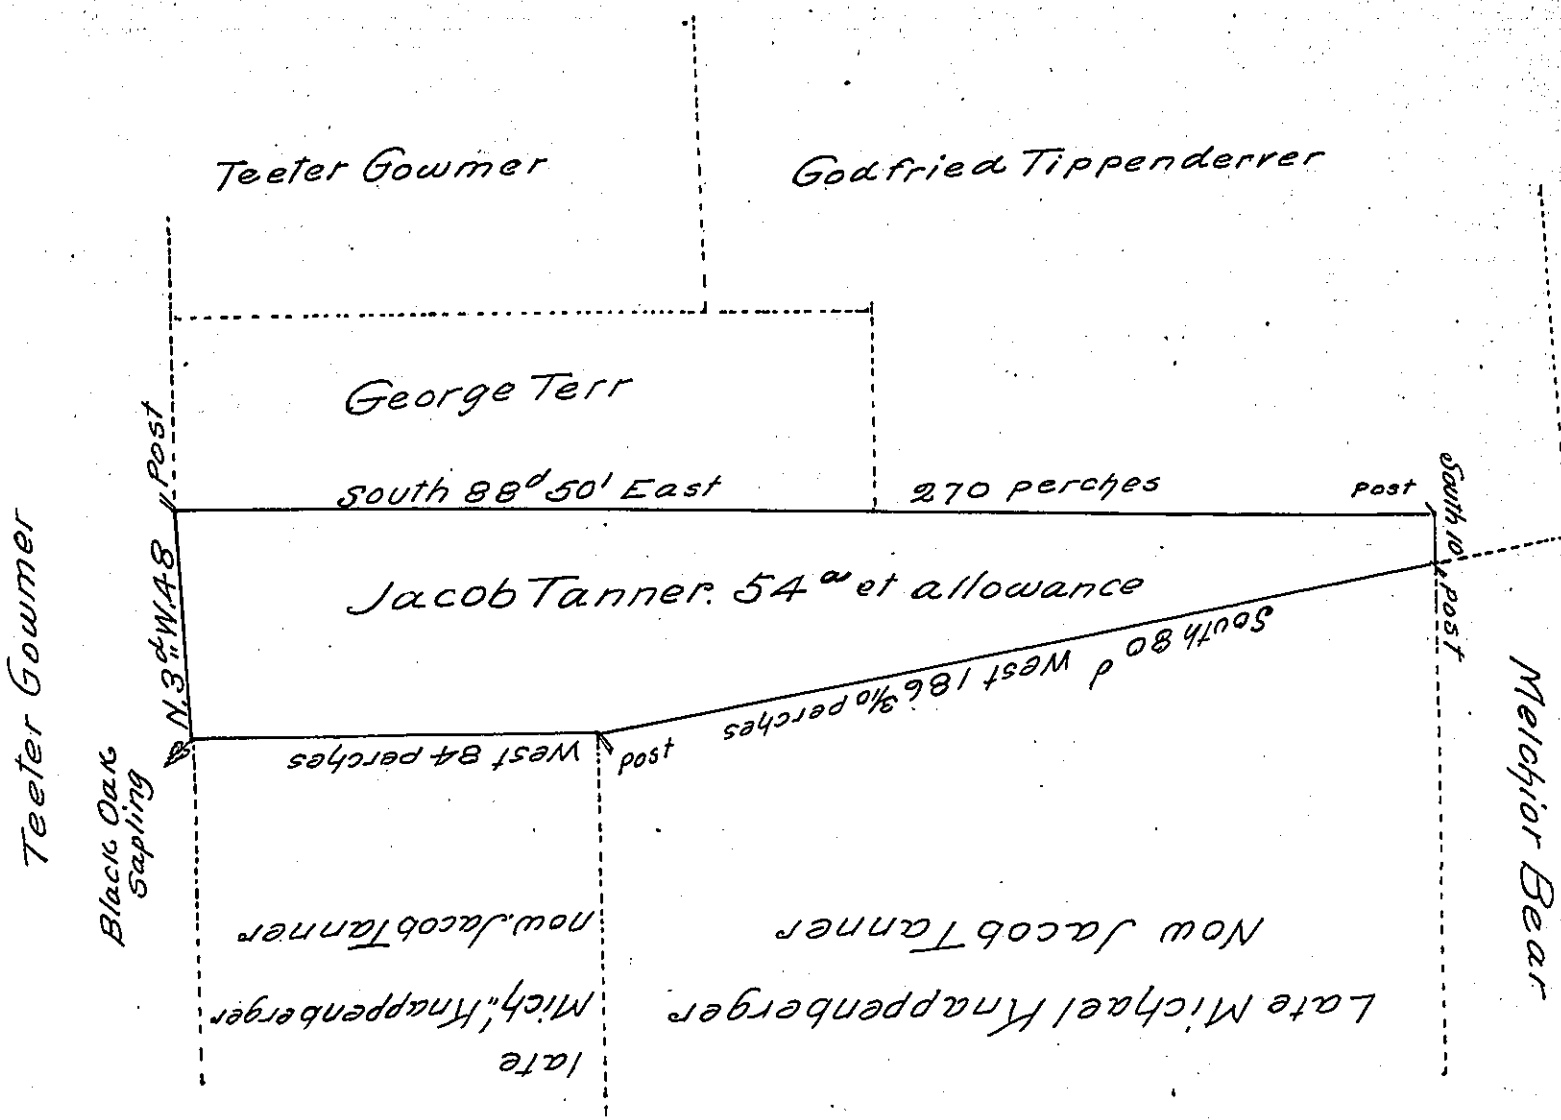 Teeter Gowmer
Godfried Tippenderrer
George Terr
Post
South 88d 50' East
270 perches
Post
South 10
Post
N. 3d W 48
Jacob Tanner. 54 a et allowance
South 80d West 186 3/10 perches
West 84 perches
Post
Teeter Gowmer
Black Oak
Sapling
Melchior Bear
late
Mich'l Knappenberger
now Jacob Tanner
Late Michael Knappenberger
Now Jacob Tanner